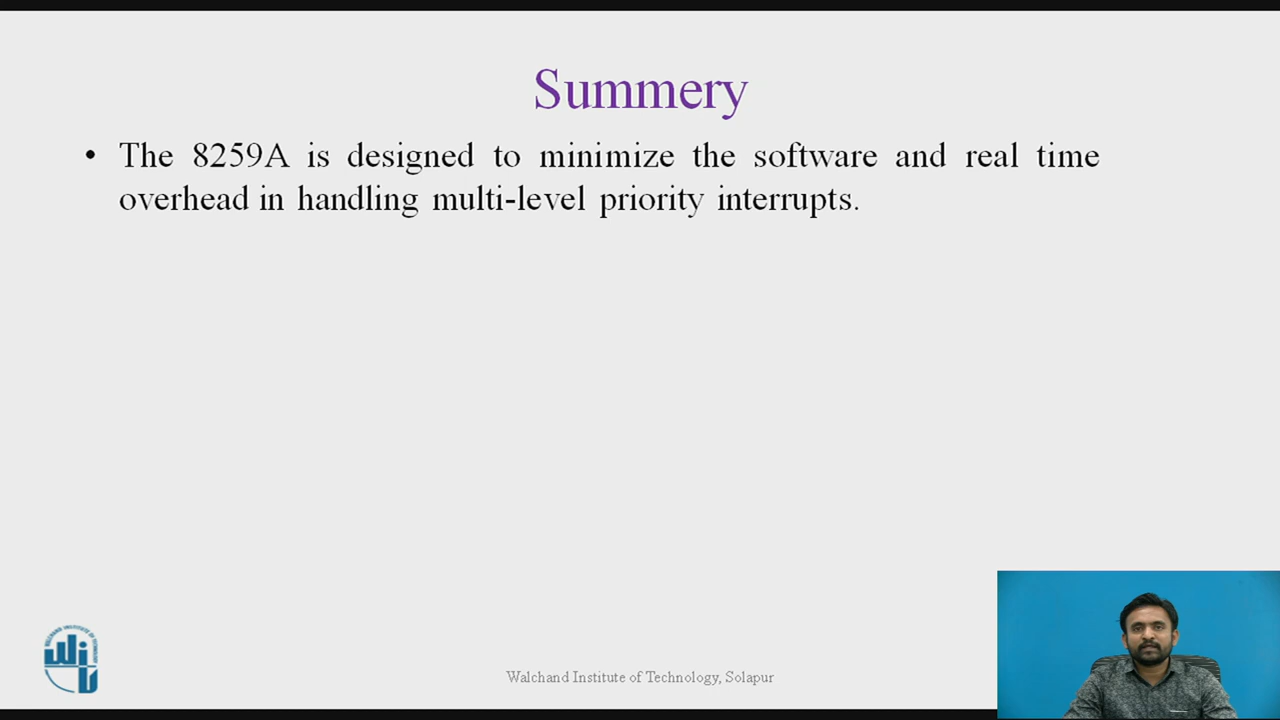 Summery
• The 8259A is designed to minimize the software and real time
overhead in handling multi-level priority interrupts.
Walchand Institute of Technology, Solapur